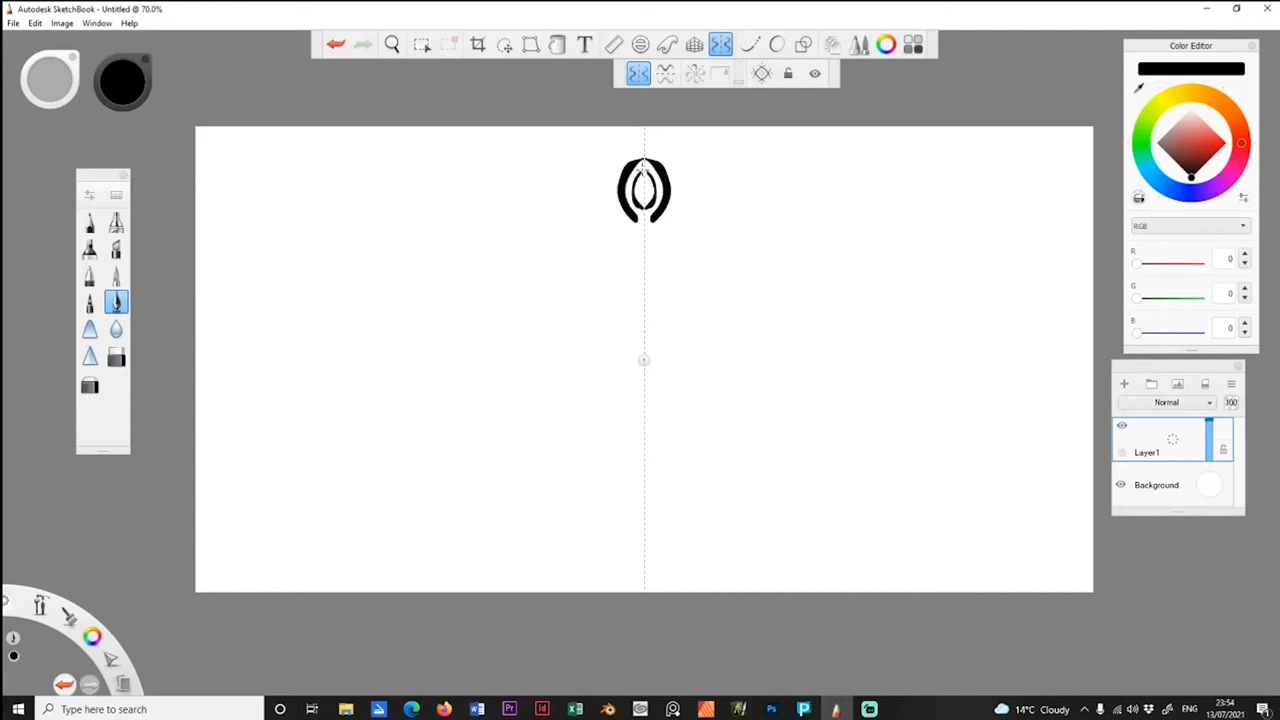 Autodesk SketchBook - Untitled @ 70.0%
File Edit Image Window Help
T
4
Color Editor
RGB
R 0
G 0
B 0
Normal 100
Layer1
Background
Type here to search
14°C Cloudy
ENG
23:54
13/07/2021